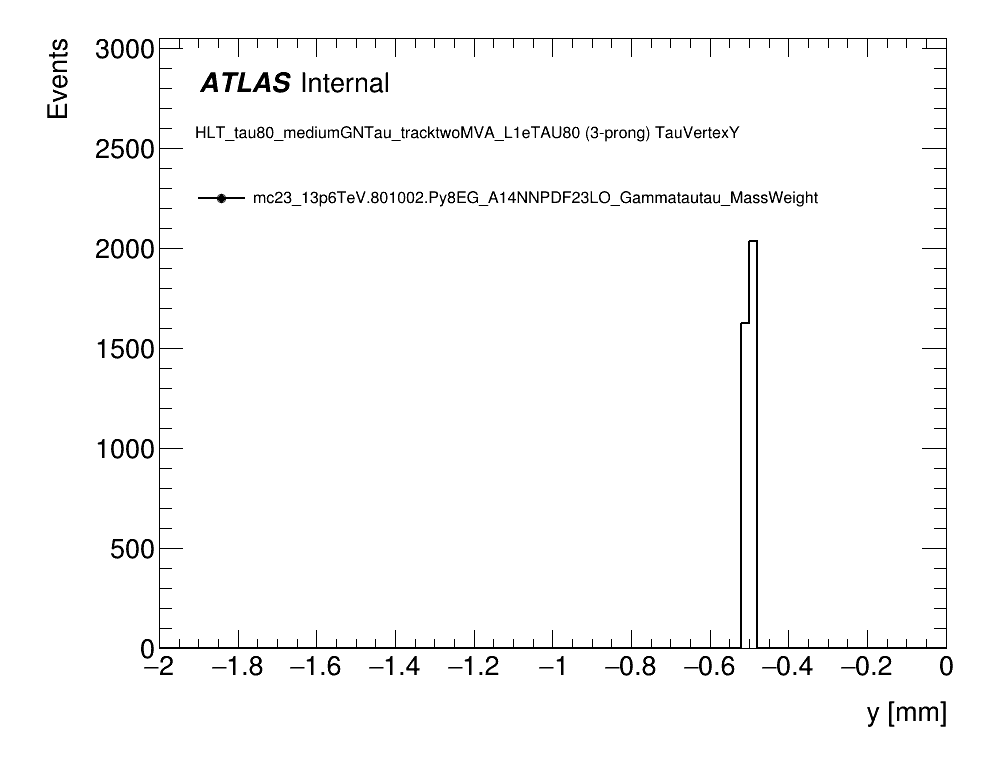 Events
3000
2500
2000
1500
1000
500
0
ATLAS Internal
HLT_tau80_mediumGNTau_tracktwoMVA_L1eTAU80 (3-prong) TauVertexY
mc23_13p6TeV.801002.Py8EG_A14NNPDF23LO_Gammatautau_MassWeight
−2 −1.8 −1.6 −1.4 −1.2 −1 −0.8 −0.6 −0.4 −0.2 0
y [mm]